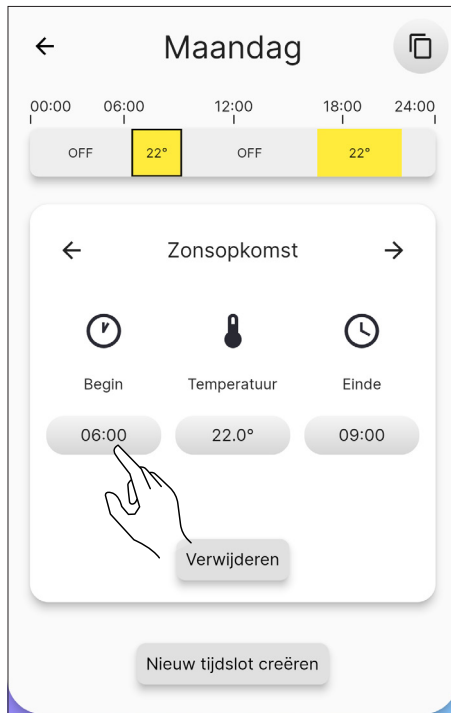 Maandag
00:00 06:00 12:00 18:00 24:00
OFF 22° OFF 22°
Zonsopkomst
Begin Temperatuur Einde
06:00 22.0° 09:00
Verwijderen
Nieuw tijdslot creëren